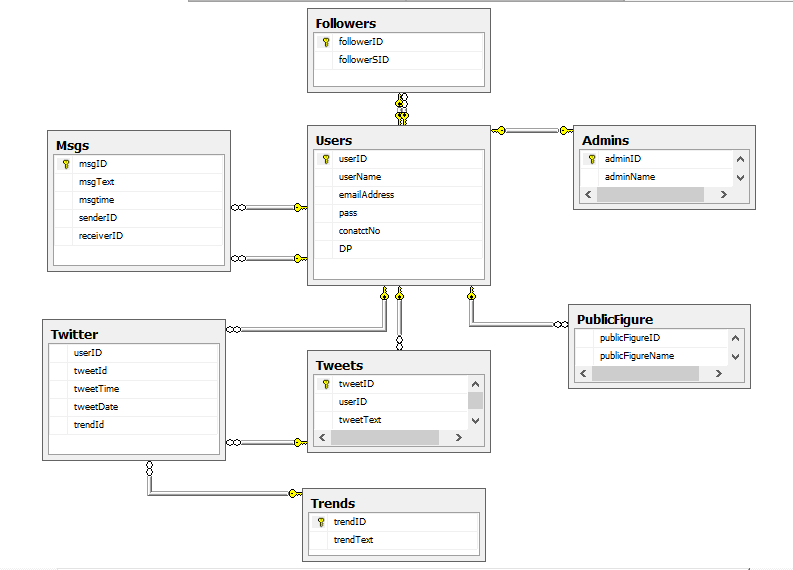 Followers
followerID
followerSID
Msgs
msgID
msgText
msgtime
senderID
receiverID
Users
userID
userName
emailAddress
pass
conatctNo
DP
Admins
adminID
adminName
Twitter
userID
tweetId
tweetTime
tweetDate
trendId
Tweets
tweetID
userID
tweetText
PublicFigure
publicFigureID
publicFigureName
Trends
trendID
trendText